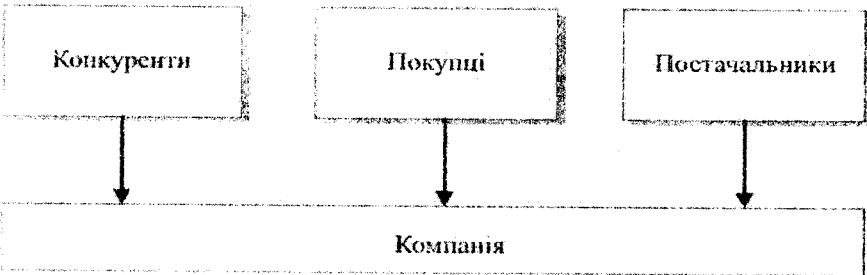 Конкуренти
Покупці
Постачальники
Компанія